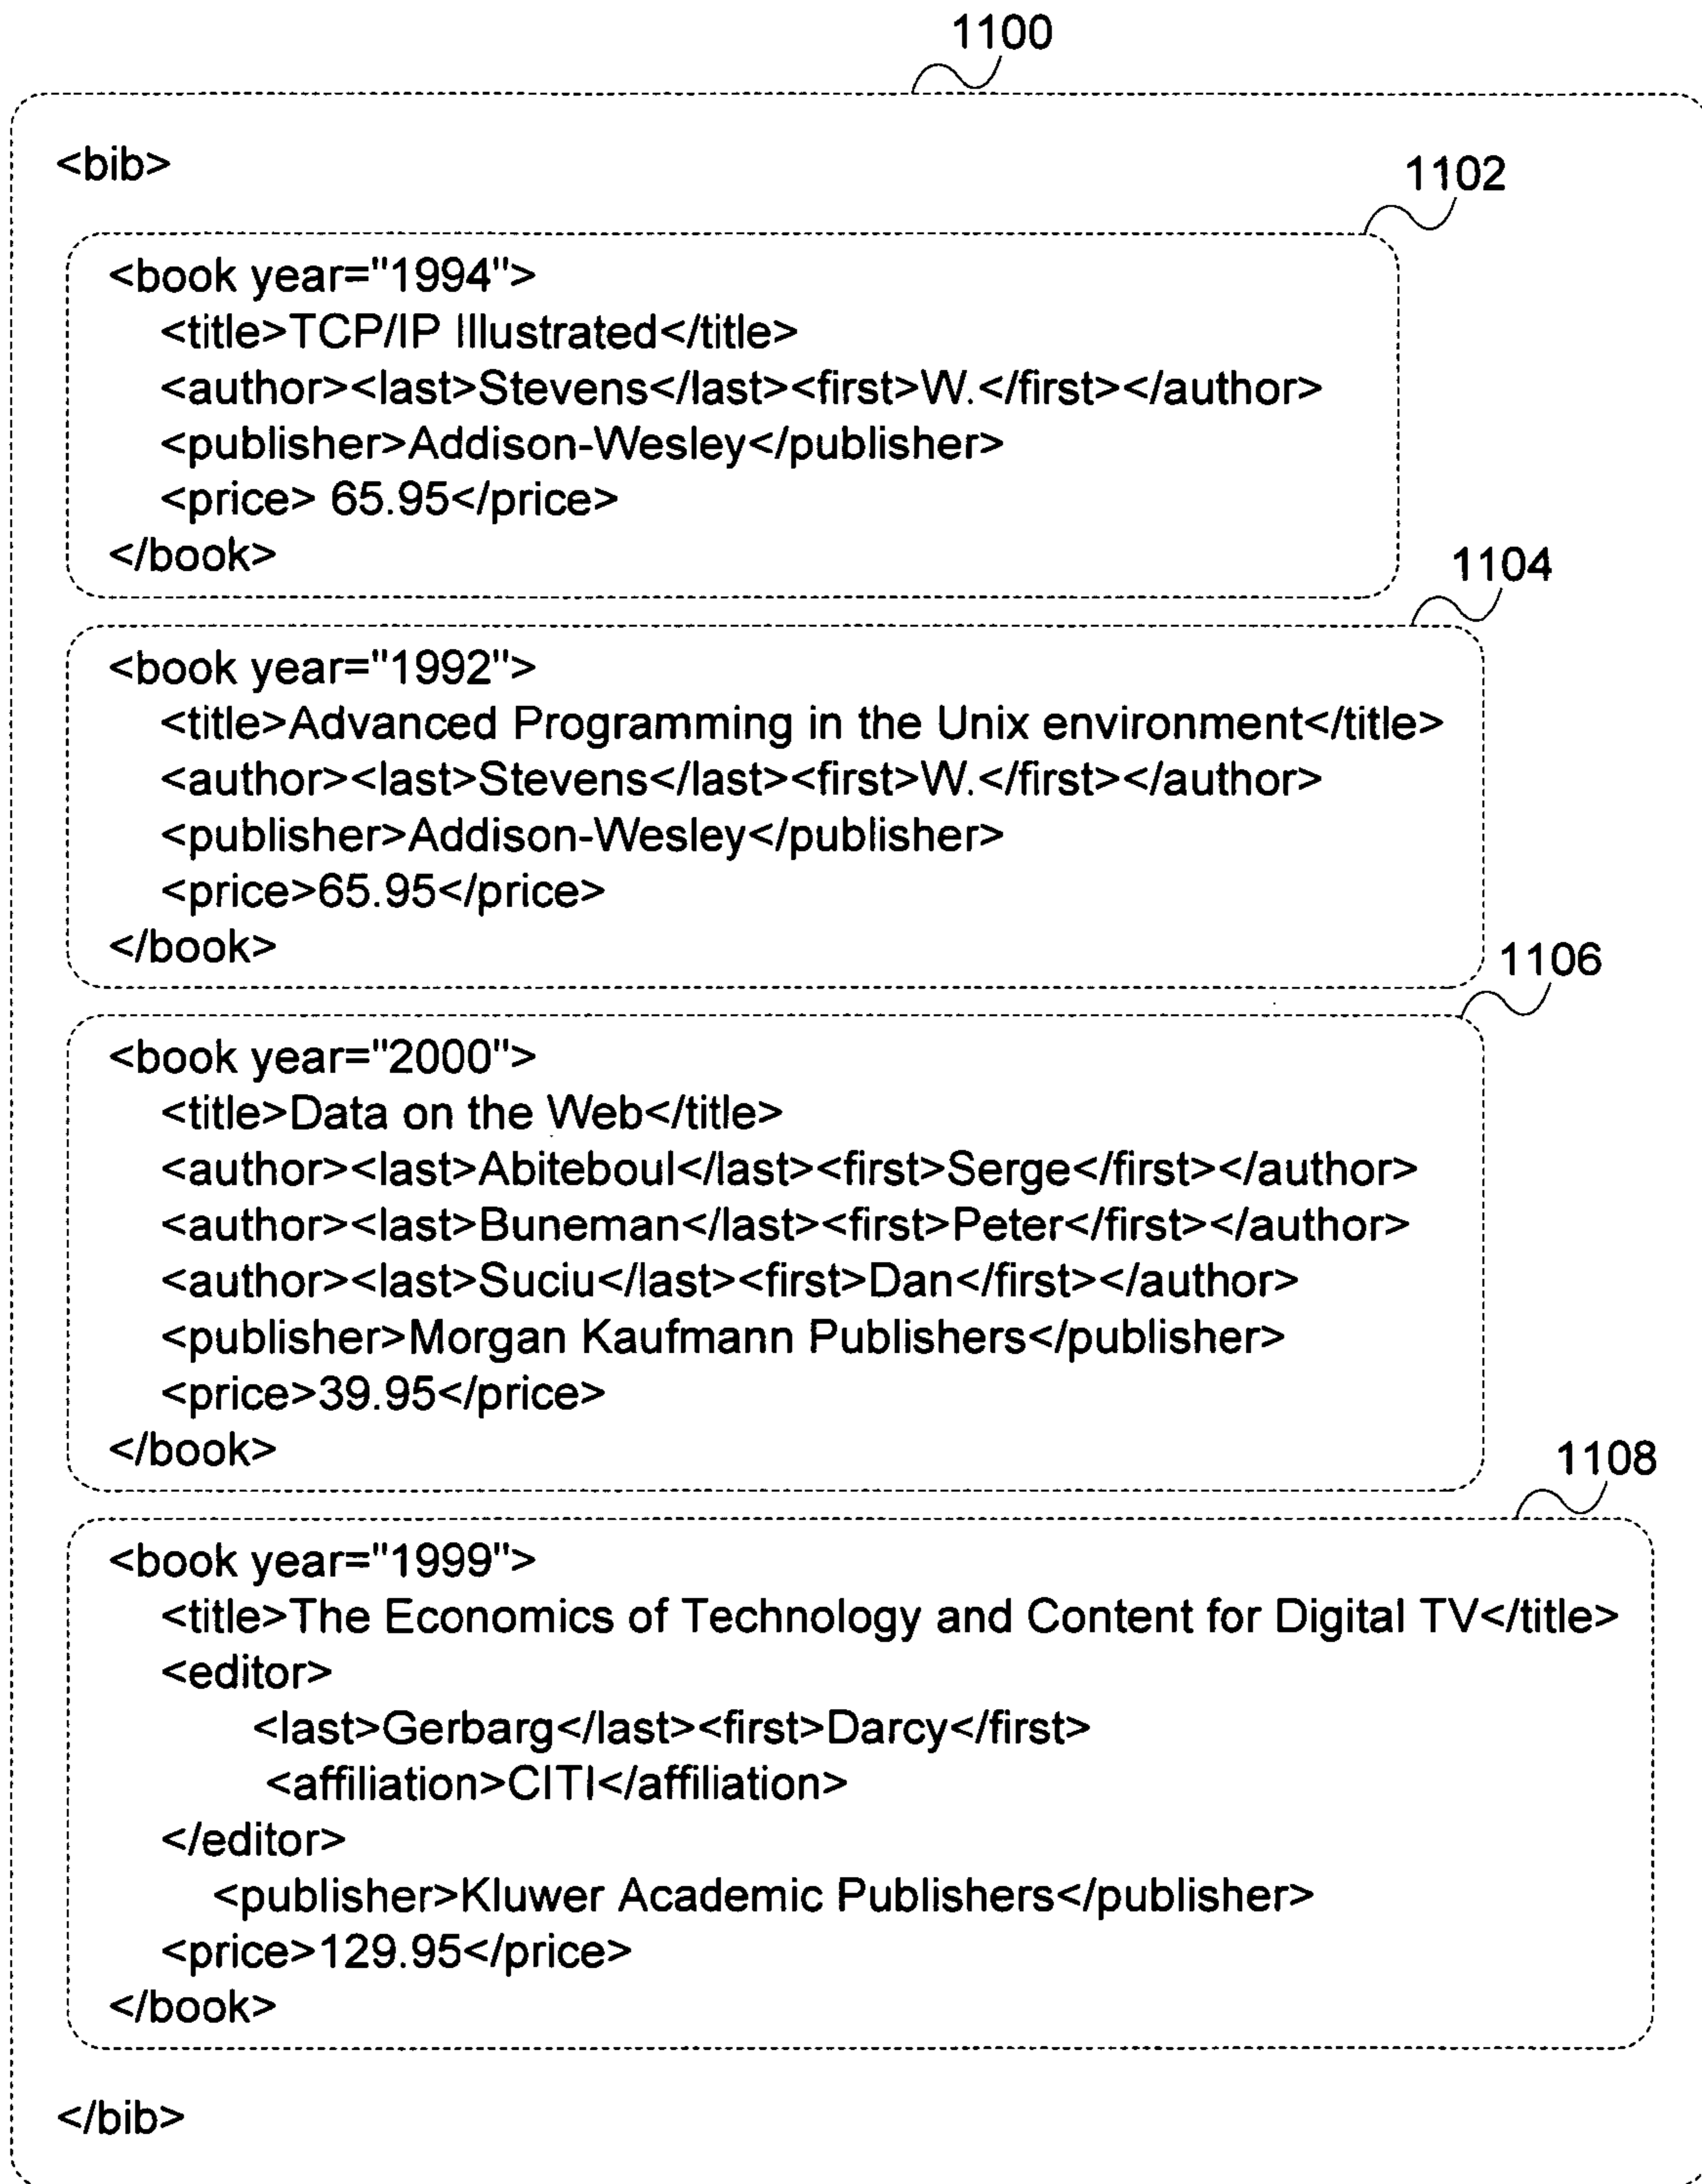 1100
<bib>
1102
<book year="1994">
<title>TCP/IP Illustrated</title>
<author><last>Stevens</last><first>W.</first></author>
<publisher>Addison-Wesley</publisher>
<price> 65.95</price>
</book>
1104
<book year="1992">
<title>Advanced Programming in the Unix environment</title>
<author><last>Stevens</last><first>W.</first></author>
<publisher>Addison-Wesley</publisher>
<price>65.95</price>
</book>
1106
<book year="2000">
<title>Data on the Web</title>
<author><last>Abiteboul</last><first>Serge</first></author>
<author><last>Buneman</last><first>Peter</first></author>
<author><last>Suciu</last><first>Dan</first></author>
<publisher>Morgan Kaufmann Publishers</publisher>
<price>39.95</price>
</book>
1108
<book year="1999">
<title>The Economics of Technology and Content for Digital TV</title>
<editor>
<last>Gerbarg</last><first>Darcy</first>
<affiliation>CITI</affiliation>
</editor>
<publisher>Kluwer Academic Publishers</publisher>
<price>129.95</price>
</book>
</bib>